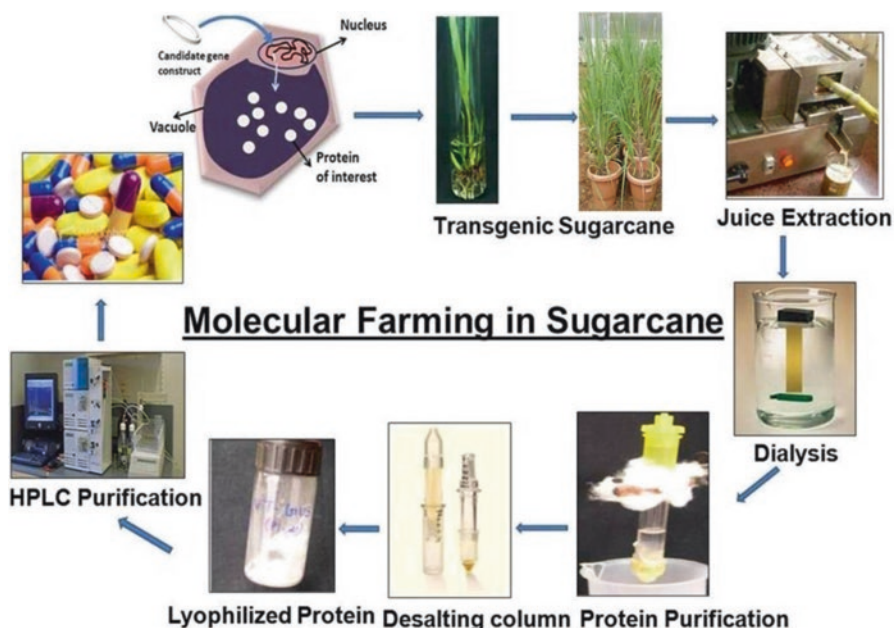 Candidate gene
construct
Nucleus
Vacuole
Protein
of interest
Transgenic Sugarcane
Juice Extraction
Molecular Farming in Sugarcane
Dialysis
HPLC Purification
Lyophilized Protein
Desalting column
Protein Purification